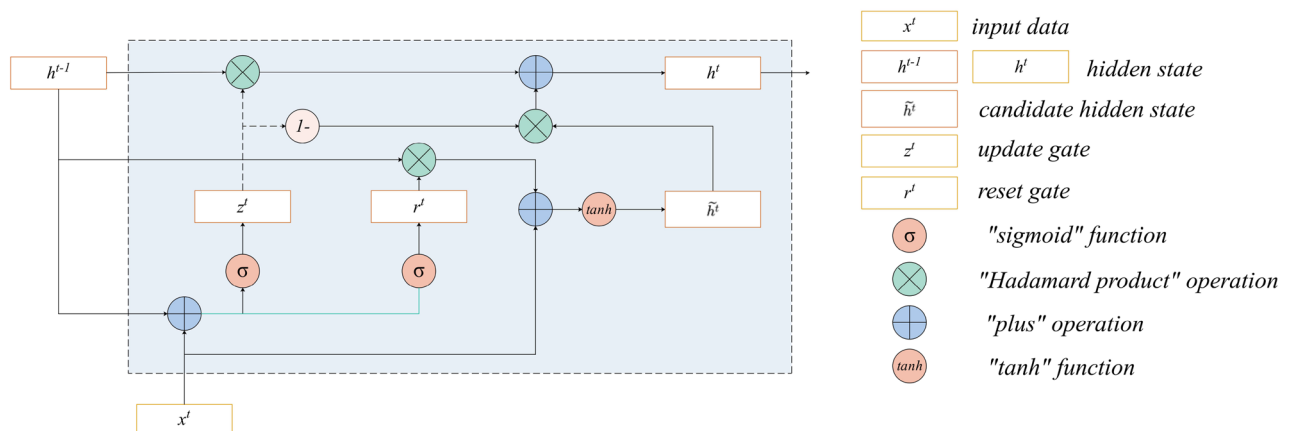 h^{t-1}
h^t
1-
z^t
r^t
tanh
h̃^t
σ
σ
x^t
x^t input data
h^{t-1} h^t hidden state
h̃^t candidate hidden state
z^t update gate
r^t reset gate
σ "sigmoid" function
"Hadamard product" operation
"plus" operation
tanh "tanh" function